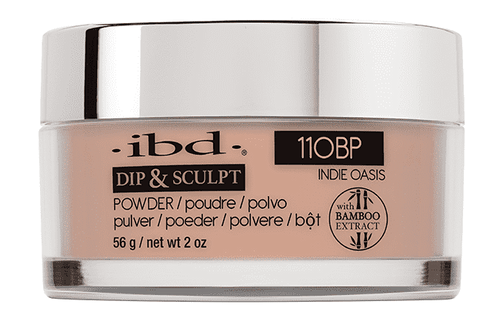 ·ibd.®
DIP & SCULPT
POWDER / poudre / polvo
pulver / poeder / polvere / bột
56 g / net wt 2 oz
110BP
INDIE OASIS
with
BAMBOO
EXTRACT